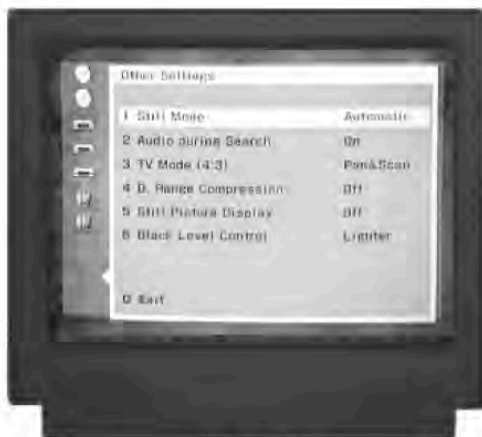 Other Settings
1 Still Mode Automatic
2 Audio during Search On
3 TV Mode (4:3) Pan&Scan
4 D. Range Compression Off
5 Still Picture Display Off
6 Black Level Control Lighter
0 Exit